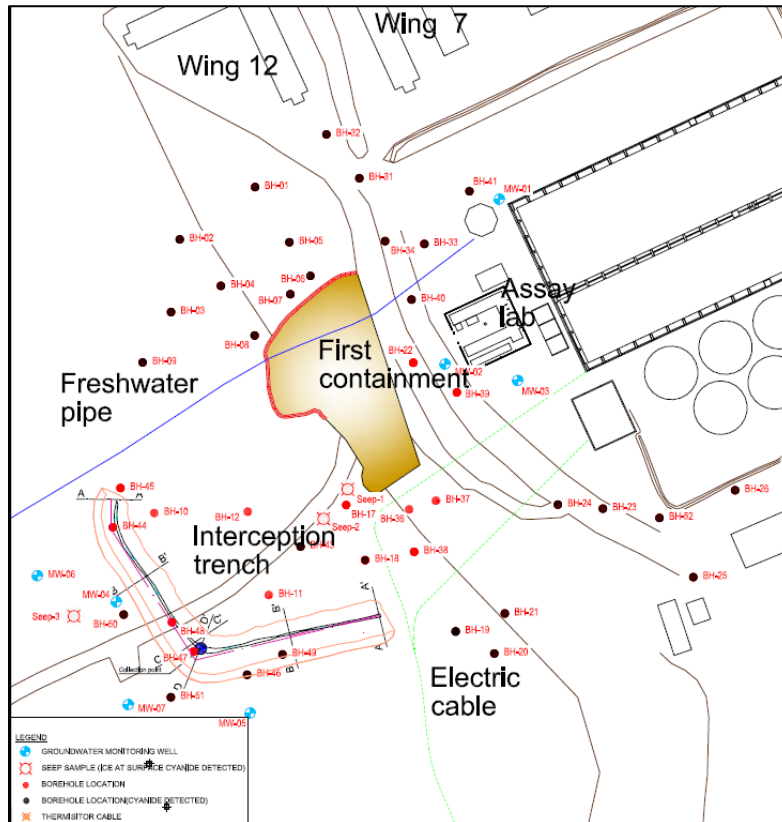 Wing 7
Wing 12
BH-32
BH-31
BH-01
BH-41
MW-01
BH-02
BH-05
BH-34
BH-33
BH-06
BH-04
BH-07
BH-40
BH-03
Assay
lab
BH-08
First
containment
BH-22
MW-02
BH-09
Freshwater
pipe
MW-03
BH-39
BH-45
A
A
Seep-1
BH-37
BH-26
BH-10
BH-12
BH-17
BH-36
BH-24
BH-23
BH-44
Seep-2
BH-52
Interception
trench
BH-43
BH-18
BH-38
B'
MW-06
BH-25
MW-04
BH-11
A'
B
Seep-3
BH-60
BH-48
D'
C'
BH-21
BH-19
C
BH-47
BH-49
BH-20
A
Collection point
B
BH-46
Electric
cable
D
BH-51
MW-07
MW-05
LEGEND
GROUNDWATER MONITORING WELL
SEEP SAMPLE (ICE AT SURFACE CYANIDE DETECTED)
BOREHOLE LOCATION
BOREHOLE LOCATION(CYANIDE DETECTED)
THERMISITOR CABLE